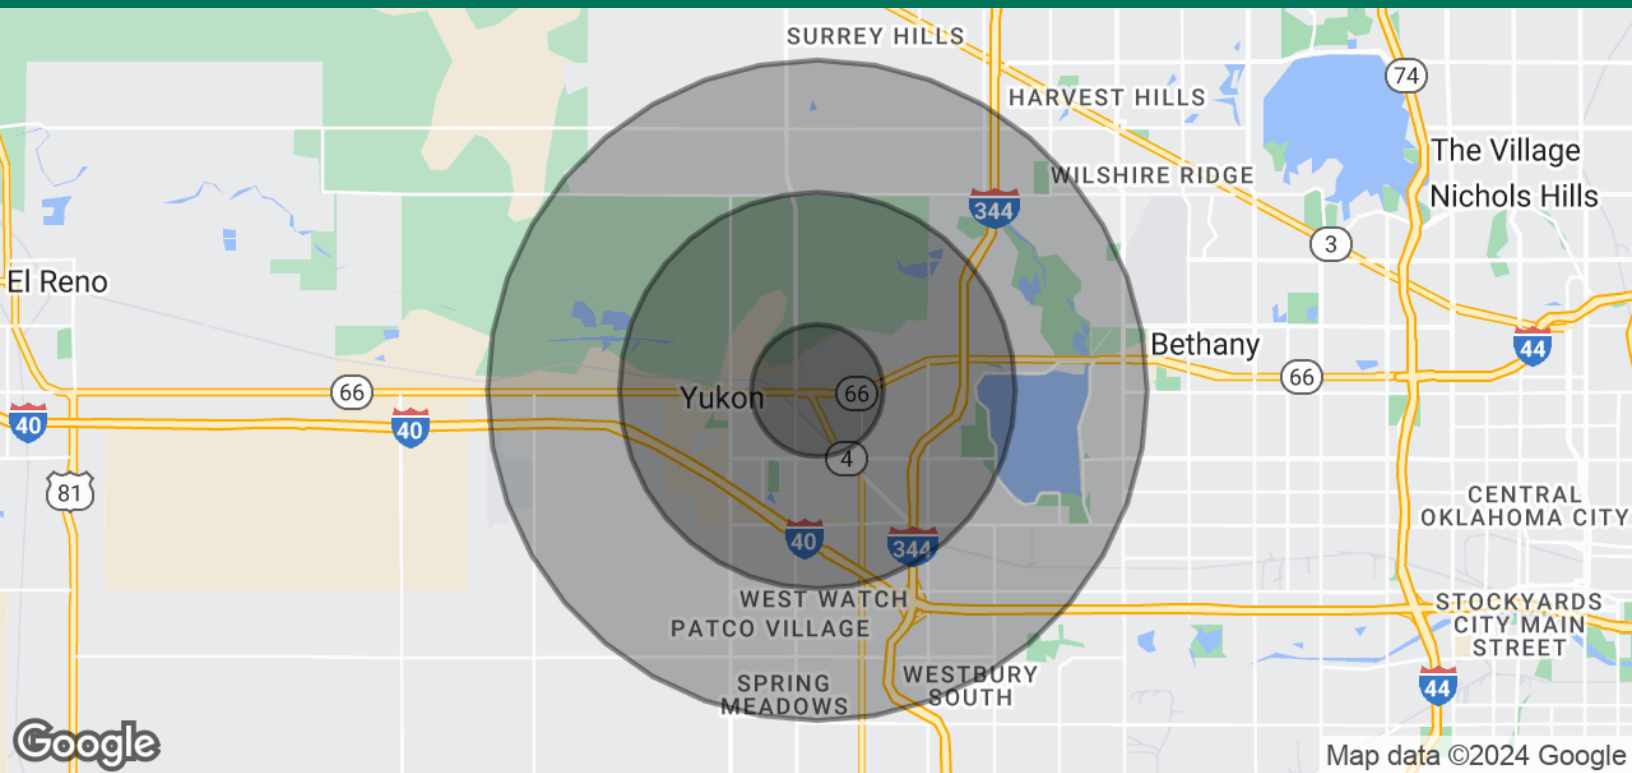 SURREY HILLS
74
HARVEST HILLS
The Village
WILSHIRE RIDGE
Nichols Hills
344
3
El Reno
Bethany
44
66
66
66
Yukon
40
40
4
81
CENTRAL
OKLAHOMA CITY
40
344
WEST WATCH
PATCO VILLAGE
STOCKYARDS
CITY MAIN
STREET
WESTBURY
SOUTH
SPRING
MEADOWS
44
Google
Map data ©2024 Google